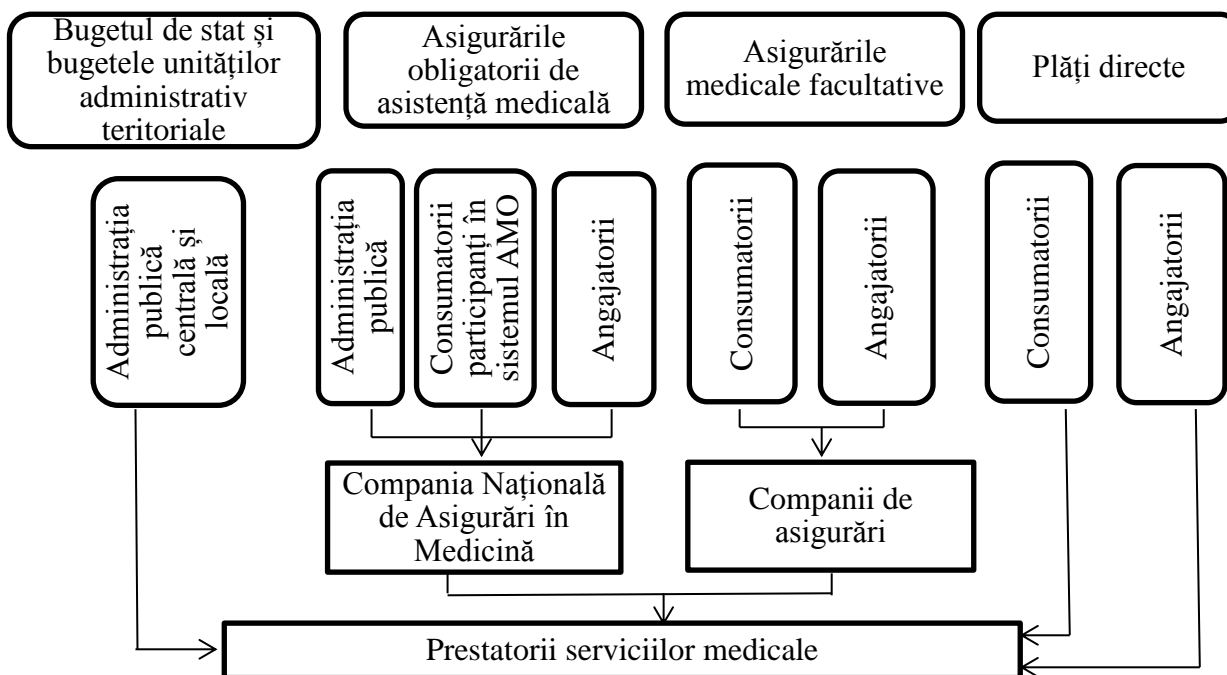 Bugetul de stat și
bugetele unităților
administrativ
teritoriale
Asigurările
obligatorii de
asistență medicală
Asigurările
medicale facultative
Plăți directe
Administrația
publică
centrală și
locală
Administrația
publică
Consumatorii
participanți în
sistemul AMO
Angajatorii
Consumatorii
Angajatorii
Consumatorii
Angajatorii
Compania Națională
de Asigurări în
Medicină
Companii de
asigurări
Prestatorii serviciilor medicale